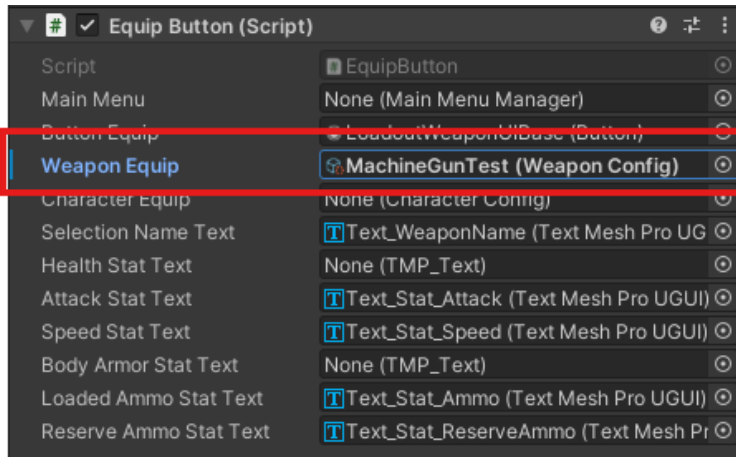 Equip Button (Script)
Script EquipButton
Main Menu None (Main Menu Manager)
Button Equip LoadoutWeaponUIBase (Button)
Weapon Equip MachineGunTest (Weapon Config)
Character Equip None (Character Config)
Selection Name Text Text_WeaponName (Text Mesh Pro UG
Health Stat Text None (TMP_Text)
Attack Stat Text Text_Stat_Attack (Text Mesh Pro UGUI)
Speed Stat Text Text_Stat_Speed (Text Mesh Pro UGUI)
Body Armor Stat Text None (TMP_Text)
Loaded Ammo Stat Text Text_Stat_Ammo (Text Mesh Pro UGUI)
Reserve Ammo Stat Text Text_Stat_ReserveAmmo (Text Mesh Pr